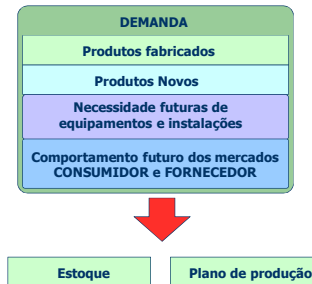 DEMANDA
Produtos fabricados
Produtos Novos
Necessidade futuras de
equipamentos e instalações
Comportamento futuro dos mercados
CONSUMIDOR e FORNECEDOR
Estoque
Plano de produção